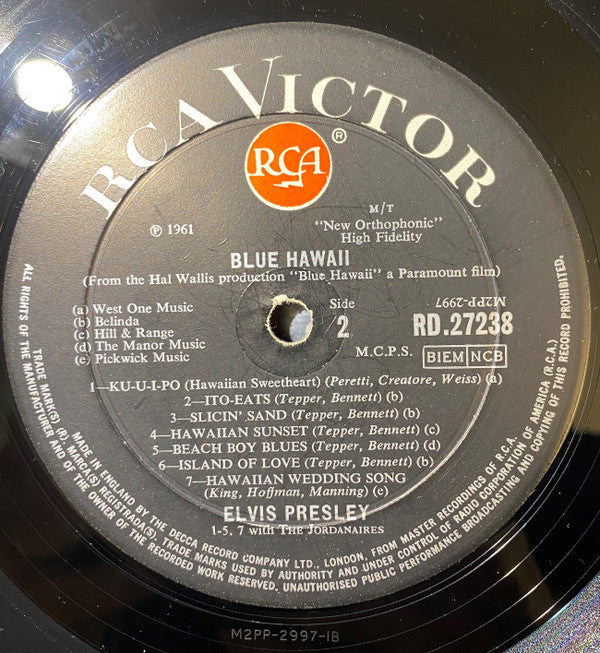 RCA VICTOR
RCA
®
M/T
℗ 1961
"New Orthophonic"
High Fidelity
BLUE HAWAII
(From the Hal Wallis production "Blue Hawaii" a Paramount film)
(a) West One Music
(b) Belinda
(c) Hill & Range
(d) The Manor Music
(e) Pickwick Music
Side
2
M2PP-2997
RD.27238
M.C.P.S. BIEM NCB
1—KU-U-I-PO (Hawaiian Sweetheart) (Peretti, Creatore, Weiss) (a)
2—ITO-EATS (Tepper, Bennett) (b)
3—SLICIN' SAND (Tepper, Bennett) (b)
4—HAWAIIAN SUNSET (Tepper, Bennett) (c)
5—BEACH BOY BLUES (Tepper, Bennett) (d)
6—ISLAND OF LOVE (Tepper, Bennett) (b)
7—HAWAIIAN WEDDING SONG
(King, Hoffman, Manning) (e)
ELVIS PRESLEY
1-5, 7 with THE JORDANAIRES
MADE IN ENGLAND BY THE DECCA RECORD COMPANY LTD., LONDON, FROM MASTER RECORDINGS OF R.C.A.
TRADE MARK(S) (R), MARCA(S) REGISTRADA(S), TRADE MARKS USED BY AUTHORITY AND UNDER CONTROL OF RADIO CORPORATION OF AMERICA (R.C.A.)
ALL RIGHTS OF THE MANUFACTURER AND OF THE OWNER OF THE RECORDED WORK RESERVED. UNAUTHORISED PUBLIC PERFORMANCE BROADCASTING AND COPYING OF THIS RECORD PROHIBITED.
M2PP-2997-1B